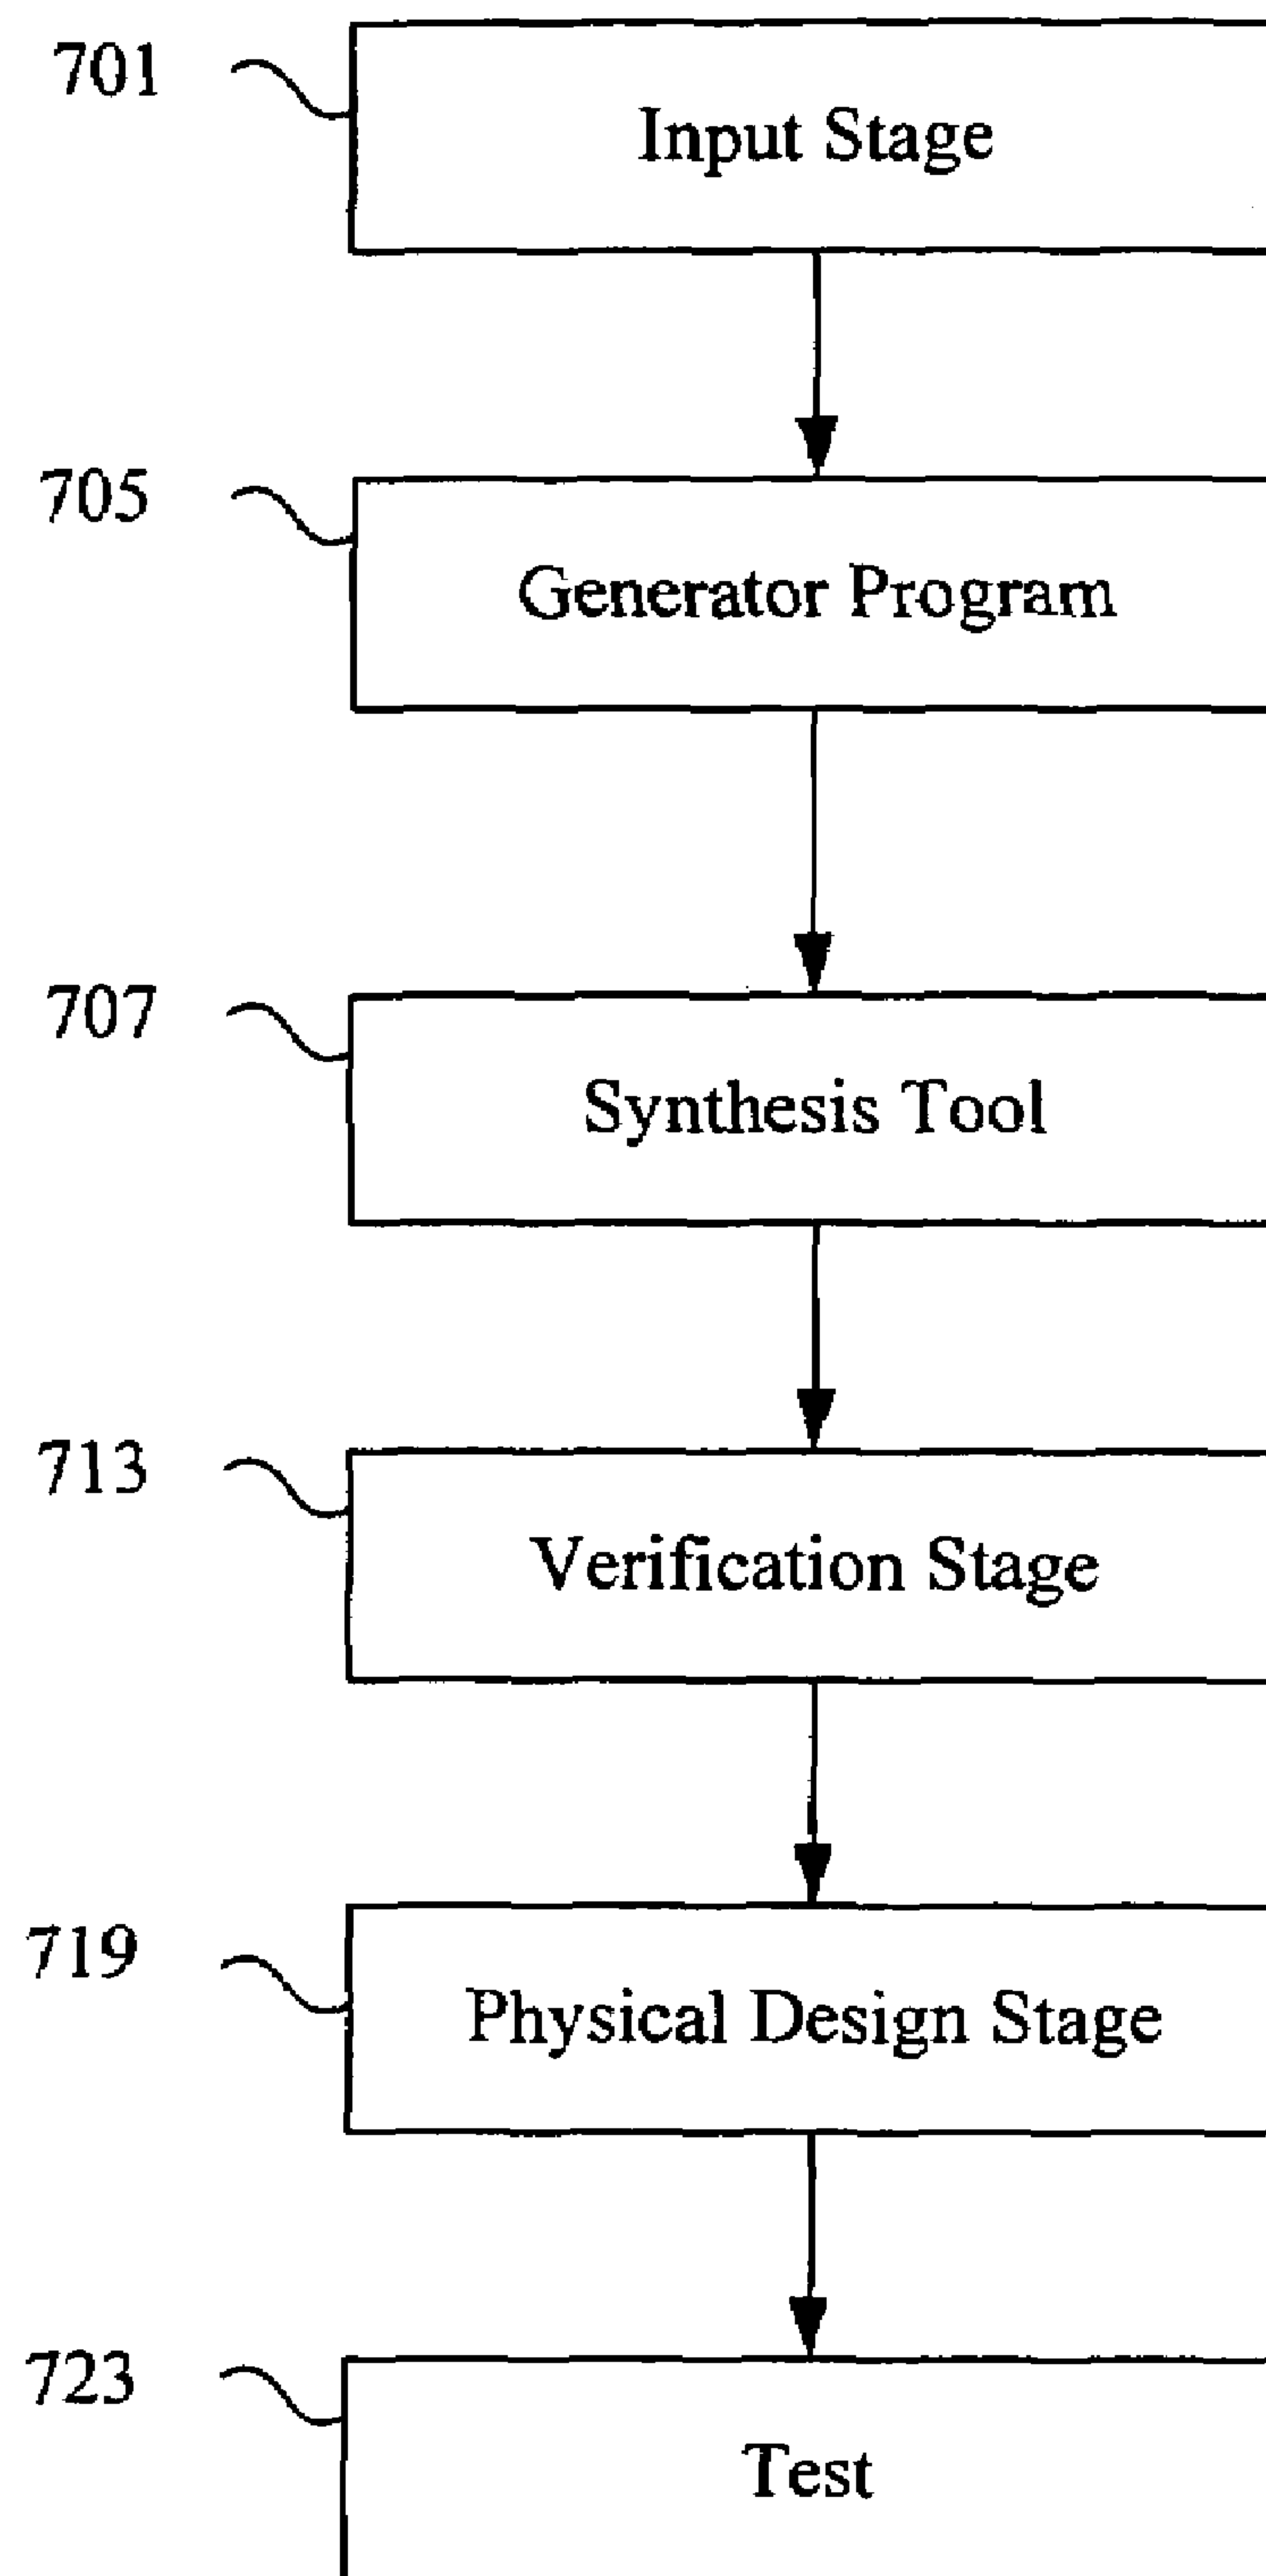 701
Input Stage
705
Generator Program
707
Synthesis Tool
713
Verification Stage
719
Physical Design Stage
723
Test